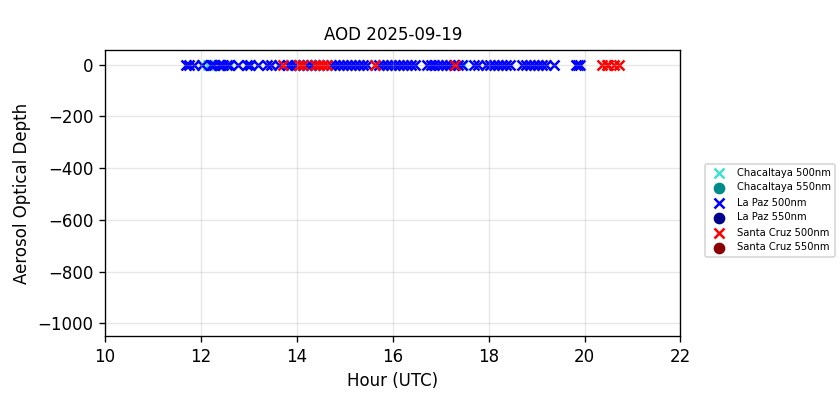 AOD 2025-09-19
Aerosol Optical Depth
0
−200
−400
−600
−800
−1000
10 12 14 16 18 20 22
Hour (UTC)
Chacaltaya 500nm
Chacaltaya 550nm
La Paz 500nm
La Paz 550nm
Santa Cruz 500nm
Santa Cruz 550nm